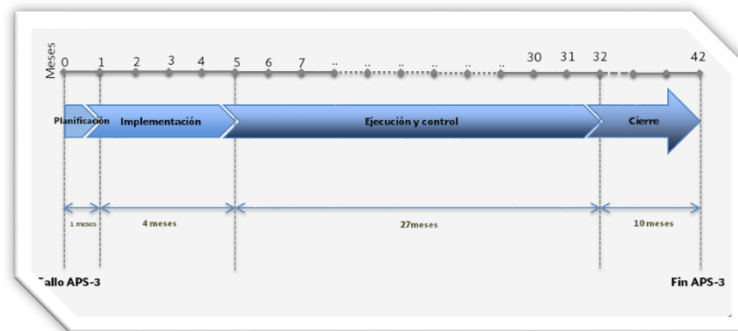 Meses
0 1 2 3 4 5 6 7 .. .. .. .. .. .. 30 31 32 42
Planificación Implementación Ejecución y control Cierre
1 meses 4 meses 27meses 10 meses
allo APS-3 Fin APS-3